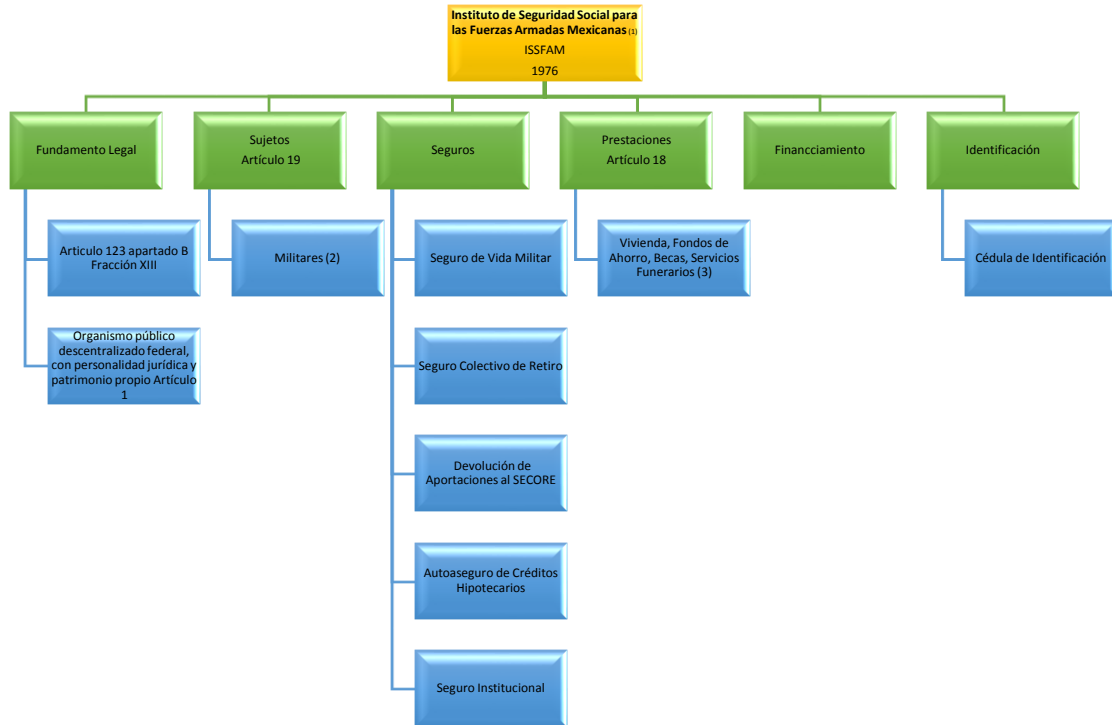 Instituto de Seguridad Social para
las Fuerzas Armadas Mexicanas (1)
ISSFAM
1976
Fundamento Legal
Sujetos
Artículo 19
Seguros
Prestaciones
Artículo 18
Financciamiento
Identificación
Articulo 123 apartado B
Fracción XIII
Militares (2)
Seguro de Vida Militar
Vivienda, Fondos de
Ahorro, Becas, Servicios
Funerarios (3)
Cédula de Identificación
Organismo público
descentralizado federal,
con personalidad jurídica y
patrimonio propio Artículo
1
Seguro Colectivo de Retiro
Devolución de
Aportaciones al SECORE
Autoaseguro de Créditos
Hipotecarios
Seguro Institucional